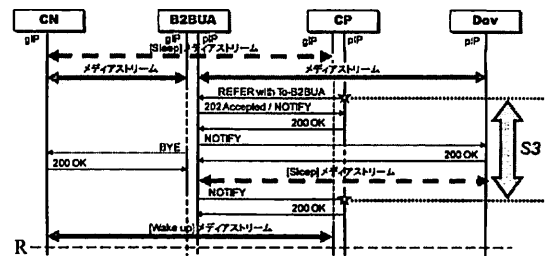 CN B2BUA CP Dev
gIP gIP pIP gIP pIP pIP
[Sleep] メディアストリーム
メディアストリーム メディアストリーム
REFER with To-B2BUA
202 Accepted / NOTIFY
200 OK
NOTIFY
BYE
200 OK 200 OK
[Sleep] メディアストリーム
S3
NOTIFY
200 OK
[Wake up] メディアストリーム
R